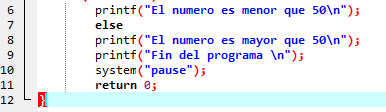 6 printf("El numero es menor que 50\n");
7 else
8 printf("El numero es mayor que 50\n");
9 printf("Fin del programa \n");
10 system("pause");
11 return 0;
12 }